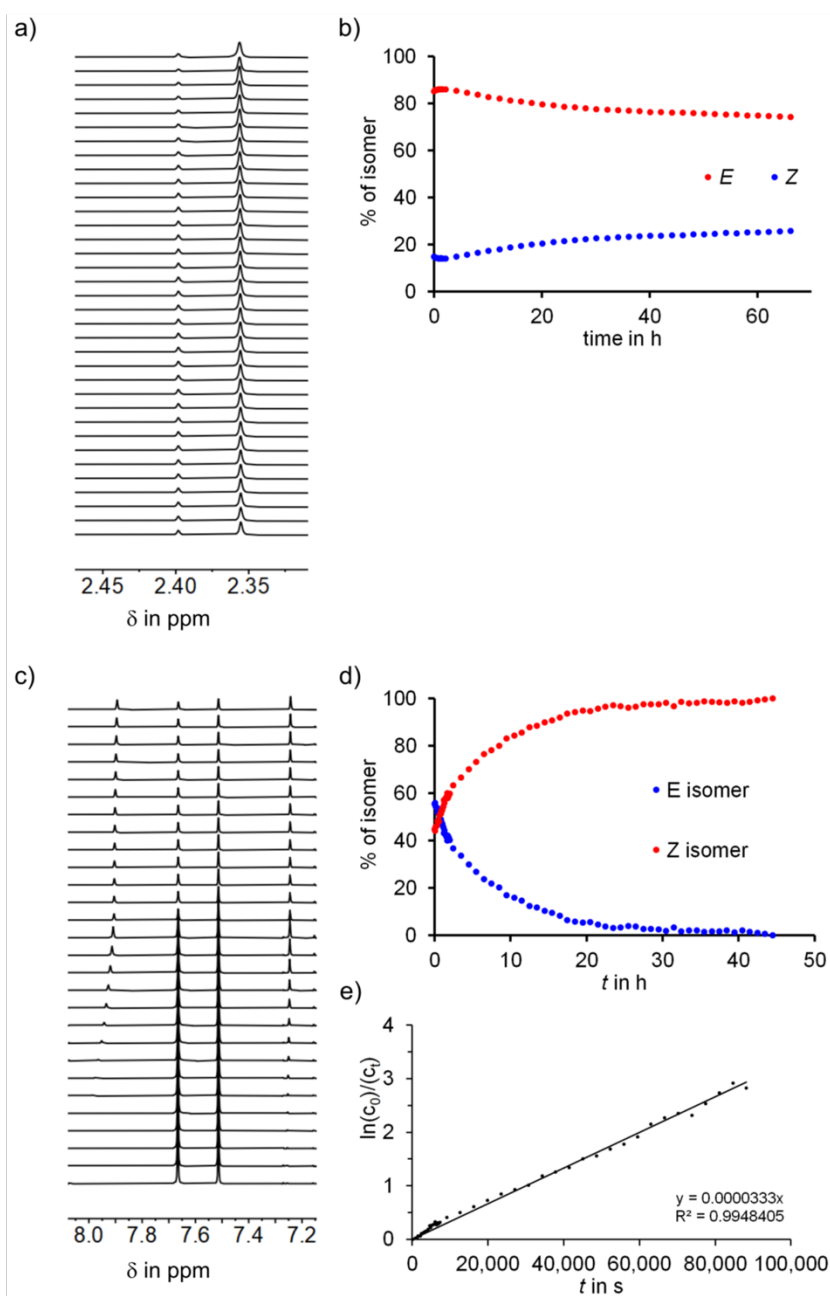 a)
2.45 2.40 2.35
δ in ppm
b)
100
80
60
40
20
0
% of isomer
E Z
0 20 40 60
time in h
c)
8.0 7.8 7.6 7.4 7.2
δ in ppm
d)
100
80
60
40
20
0
% of isomer
E isomer
Z isomer
0 10 20 30 40 50
t in h
e)
4
3
2
1
0
ln(c0)/(ct)
y = 0.0000333x
R² = 0.9948405
0 20,000 40,000 60,000 80,000 100,000
t in s